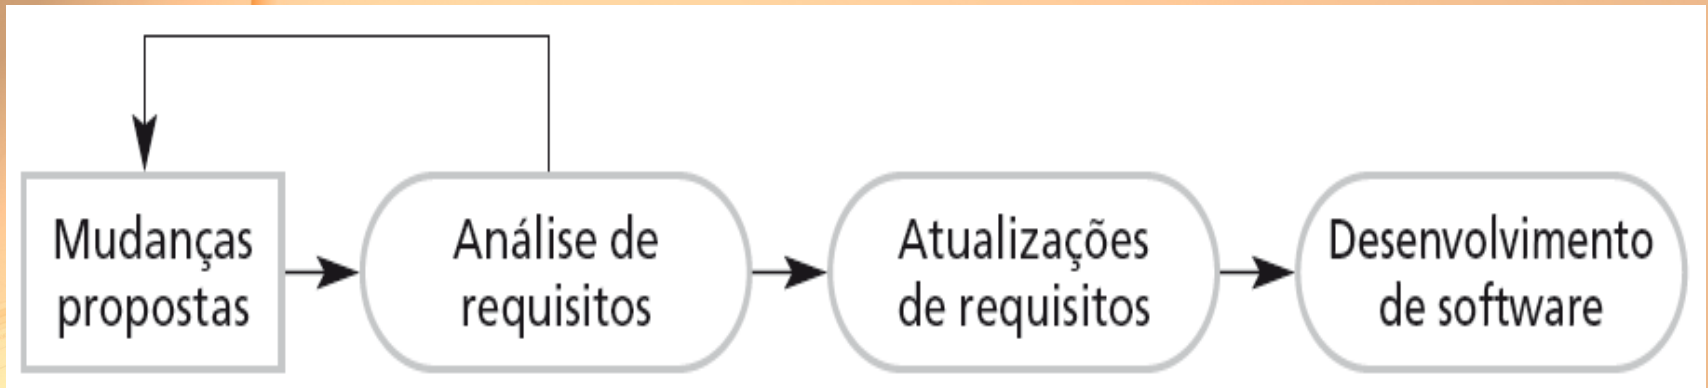 Mudanças
propostas
Análise de
requisitos
Atualizações
de requisitos
Desenvolvimento
de software